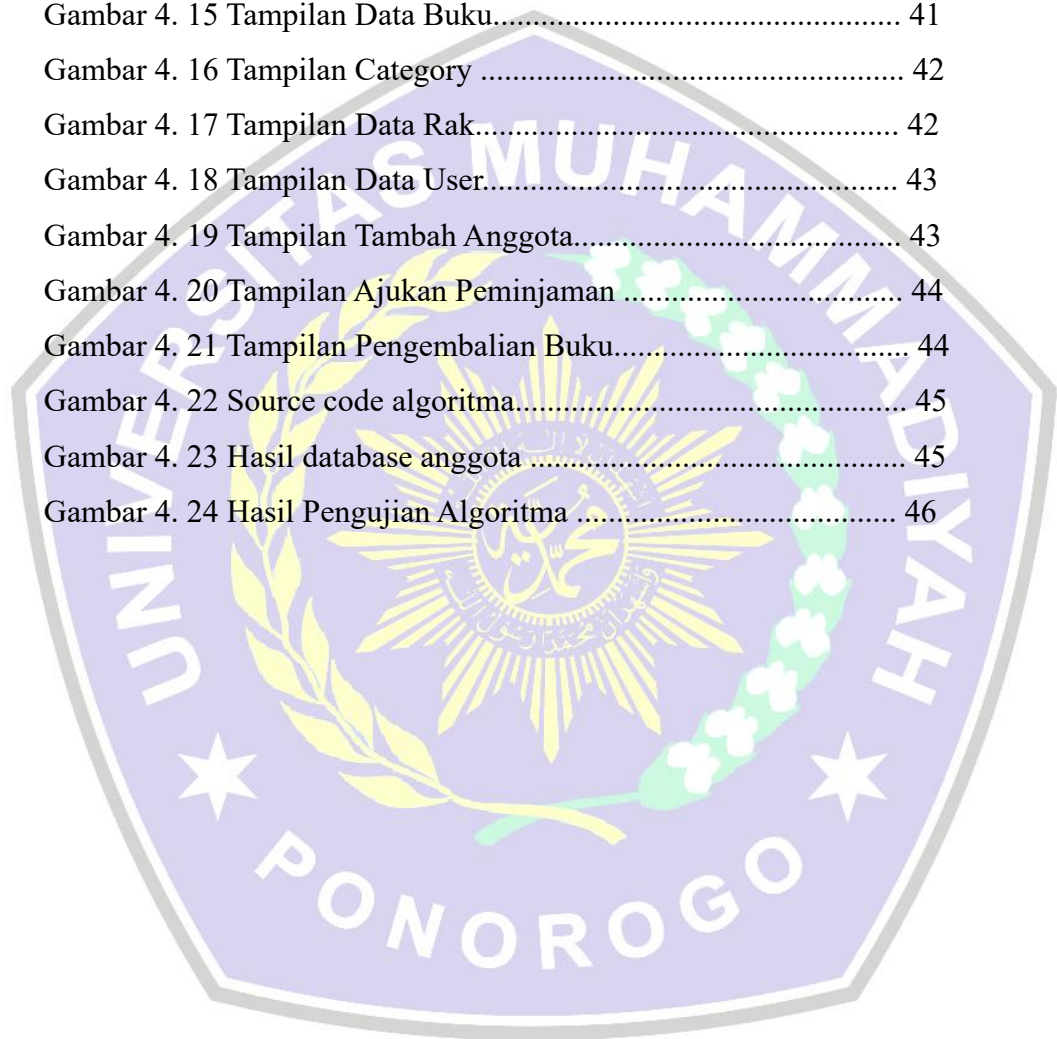 Gambar 4. 15 Tampilan Data Buku................................................... 41
Gambar 4. 16 Tampilan Category ..................................................... 42
Gambar 4. 17 Tampilan Data Rak..................................................... 42
Gambar 4. 18 Tampilan Data User.................................................... 43
Gambar 4. 19 Tampilan Tambah Anggota......................................... 43
Gambar 4. 20 Tampilan Ajukan Peminjaman ................................... 44
Gambar 4. 21 Tampilan Pengembalian Buku..................................... 44
Gambar 4. 22 Source code algoritma................................................. 45
Gambar 4. 23 Hasil database anggota ............................................... 45
Gambar 4. 24 Hasil Pengujian Algoritma ........................................ 46
UNIVERSITAS MUHAMMADIYAH
PONOROGO
محمدية